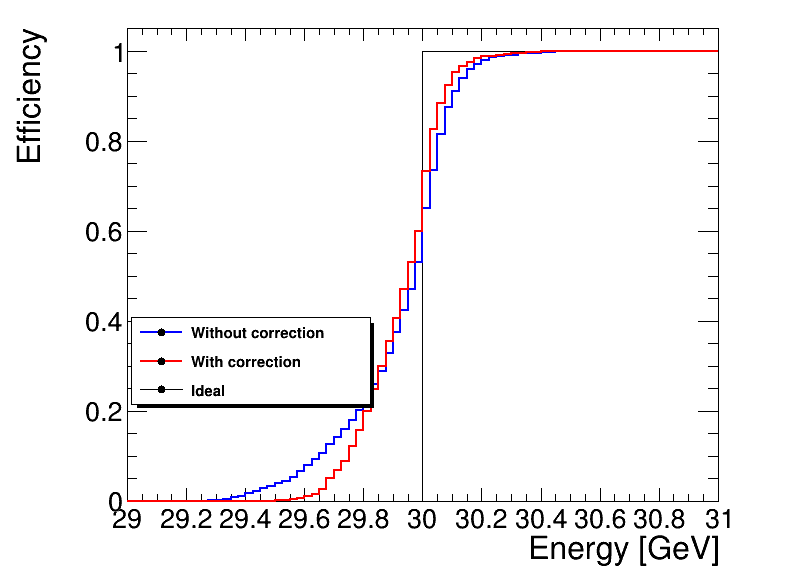 Efficiency
1
0.8
0.6
0.4
0.2
0
Without correction
With correction
Ideal
29 29.2 29.4 29.6 29.8 30 30.2 30.4 30.6 30.8 31
Energy [GeV]